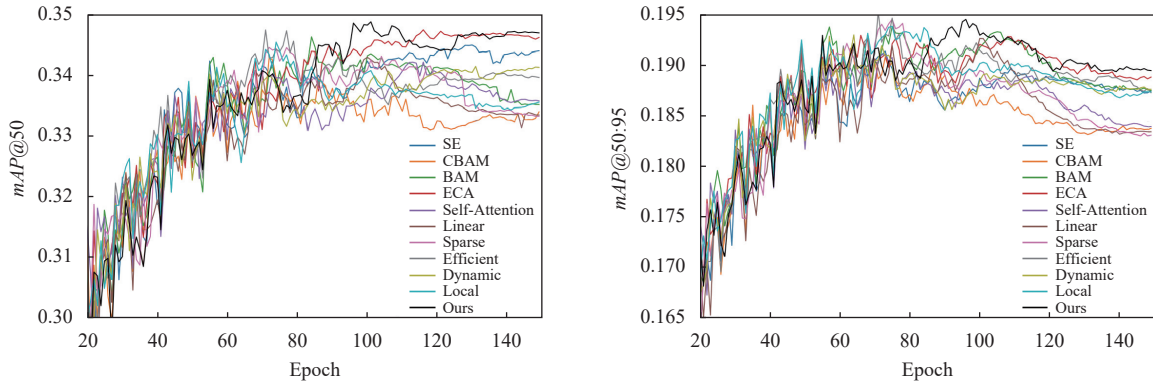 mAP@50
0.35
0.34
0.33
0.32
0.31
0.30
20 40 60 80 100 120 140
Epoch
SE
CBAM
BAM
ECA
Self-Attention
Linear
Sparse
Efficient
Dynamic
Local
Ours
mAP@50:95
0.195
0.190
0.185
0.180
0.175
0.170
0.165
20 40 60 80 100 120 140
Epoch
SE
CBAM
BAM
ECA
Self-Attention
Linear
Sparse
Efficient
Dynamic
Local
Ours